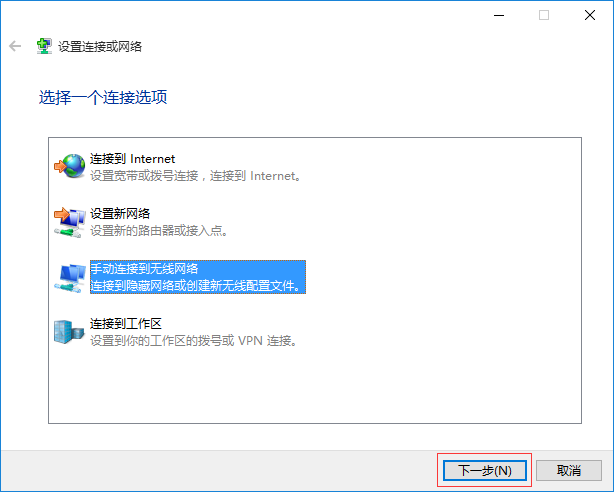 设置连接或网络
选择一个连接选项
连接到 Internet
设置宽带或拨号连接，连接到 Internet。
设置新网络
设置新的路由器或接入点。
手动连接到无线网络
连接到隐藏网络或创建新无线配置文件。
连接到工作区
设置到你的工作区的拨号或 VPN 连接。
下一步(N)
取消